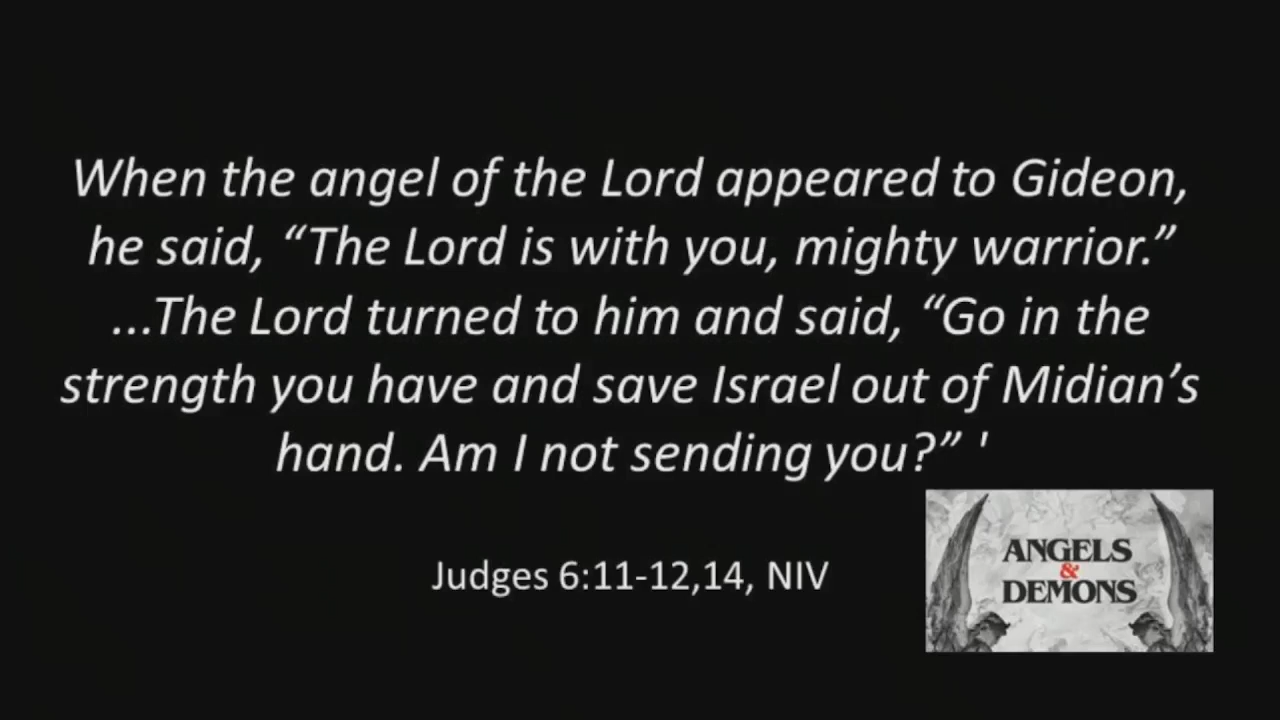 When the angel of the Lord appeared to Gideon,
he said, “The Lord is with you, mighty warrior.”
...The Lord turned to him and said, “Go in the
strength you have and save Israel out of Midian’s
hand. Am I not sending you?” '
Judges 6:11-12,14, NIV
ANGELS
&
DEMONS